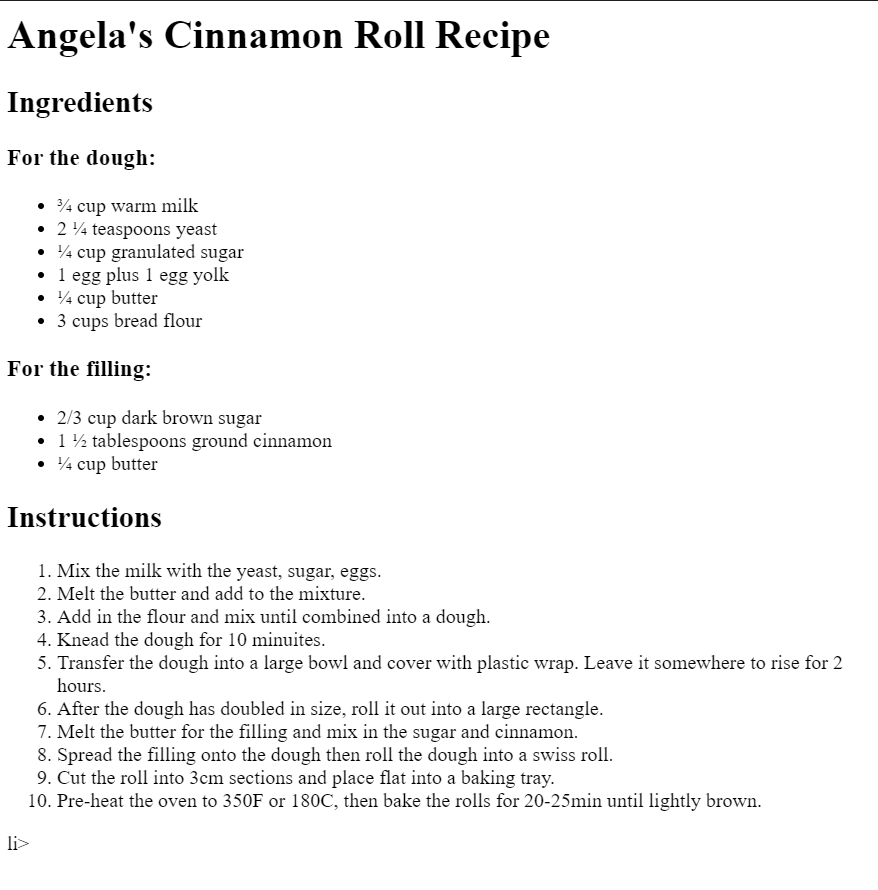 Angela's Cinnamon Roll Recipe
Ingredients
For the dough:
• ¾ cup warm milk
• 2 ¼ teaspoons yeast
• ¼ cup granulated sugar
• 1 egg plus 1 egg yolk
• ¼ cup butter
• 3 cups bread flour
For the filling:
• 2/3 cup dark brown sugar
• 1 ½ tablespoons ground cinnamon
• ¼ cup butter
Instructions
1. Mix the milk with the yeast, sugar, eggs.
2. Melt the butter and add to the mixture.
3. Add in the flour and mix until combined into a dough.
4. Knead the dough for 10 minuites.
5. Transfer the dough into a large bowl and cover with plastic wrap. Leave it somewhere to rise for 2
hours.
6. After the dough has doubled in size, roll it out into a large rectangle.
7. Melt the butter for the filling and mix in the sugar and cinnamon.
8. Spread the filling onto the dough then roll the dough into a swiss roll.
9. Cut the roll into 3cm sections and place flat into a baking tray.
10. Pre-heat the oven to 350F or 180C, then bake the rolls for 20-25min until lightly brown.
li>